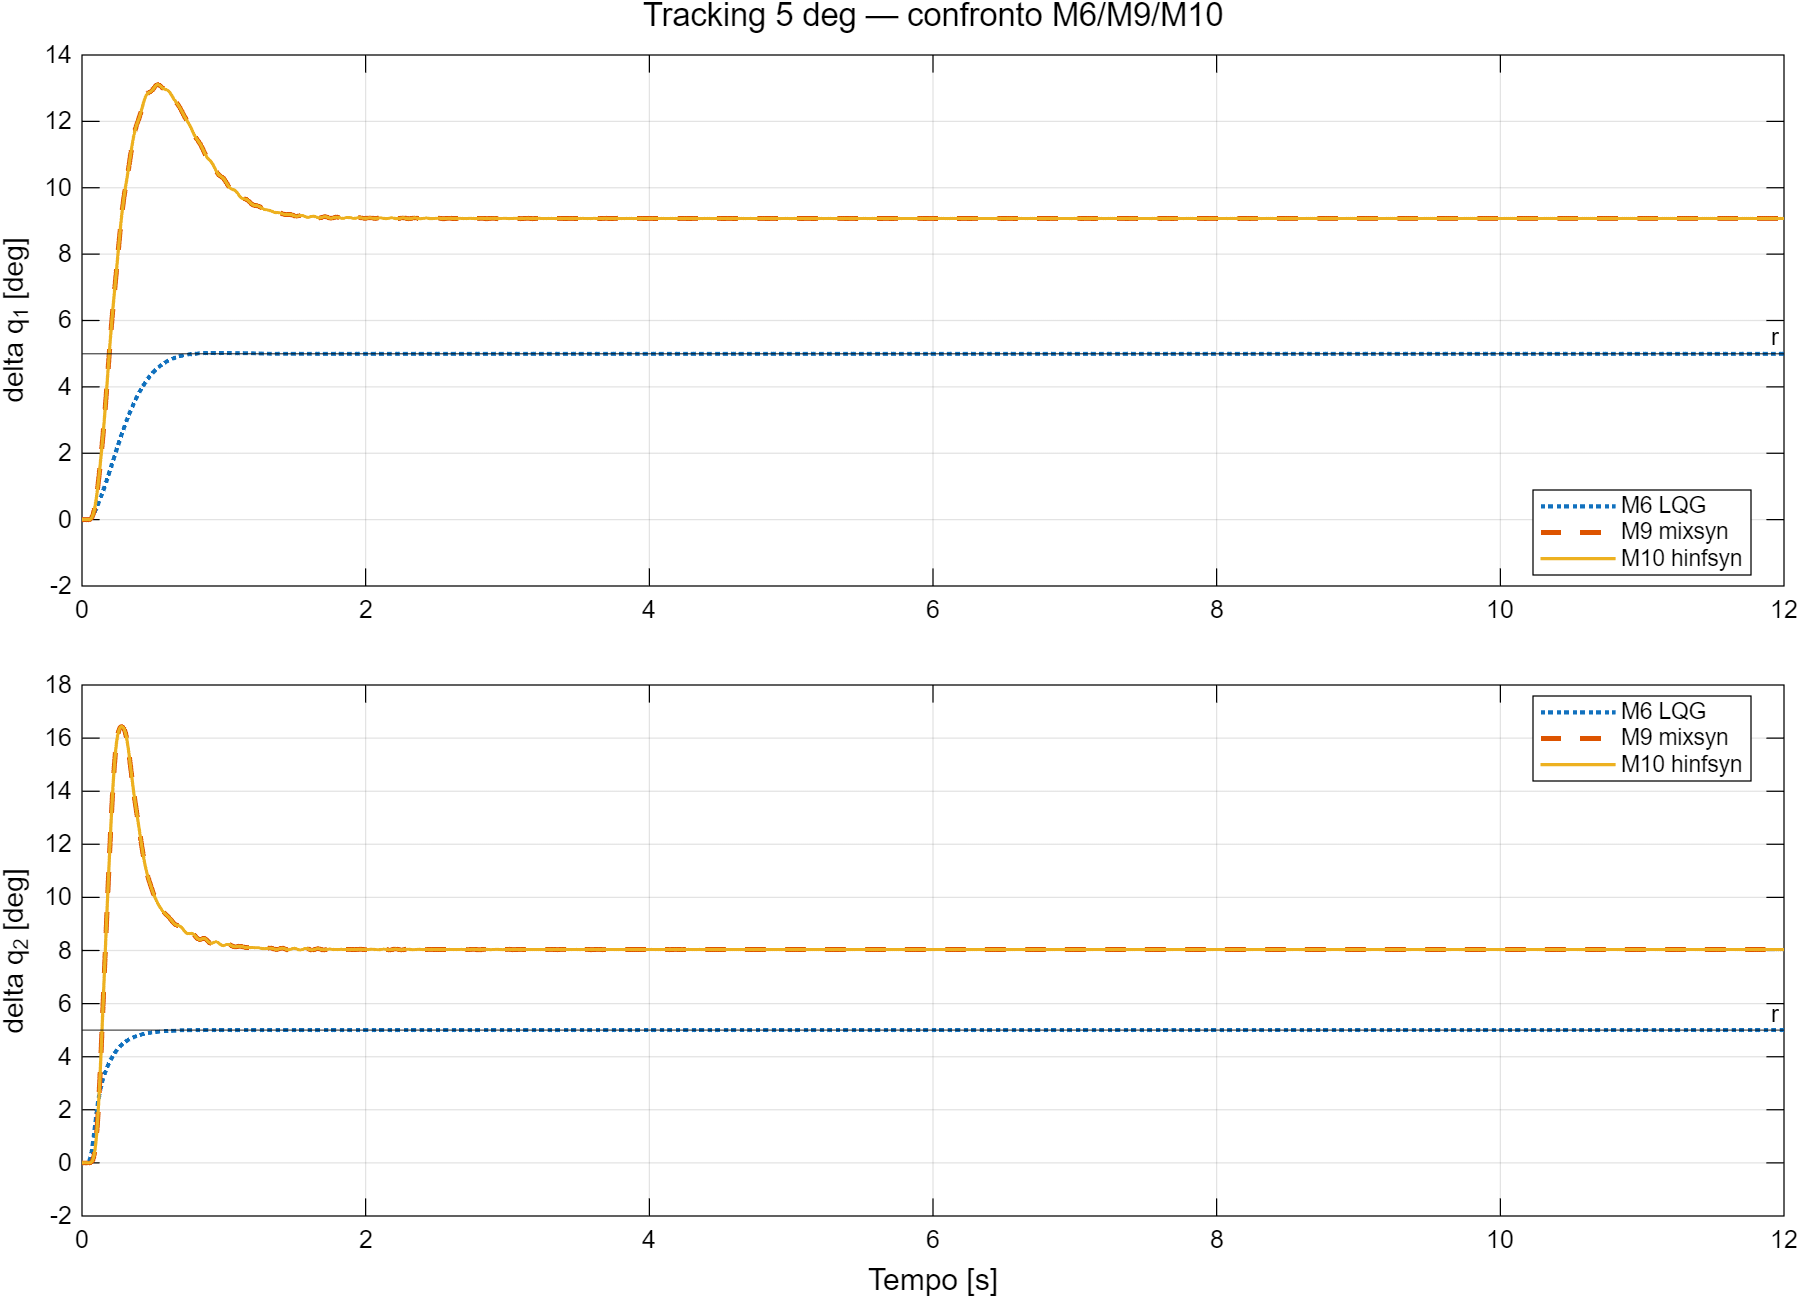 Tracking 5 deg — confronto M6/M9/M10
14
12
10
8
6
4
2
0
-2
delta q₁ [deg]
r
M6 LQG
M9 mixsyn
M10 hinfsyn
0 2 4 6 8 10 12
18
16
14
12
10
8
6
4
2
0
-2
delta q₂ [deg]
M6 LQG
M9 mixsyn
M10 hinfsyn
r
0 2 4 6 8 10 12
Tempo [s]